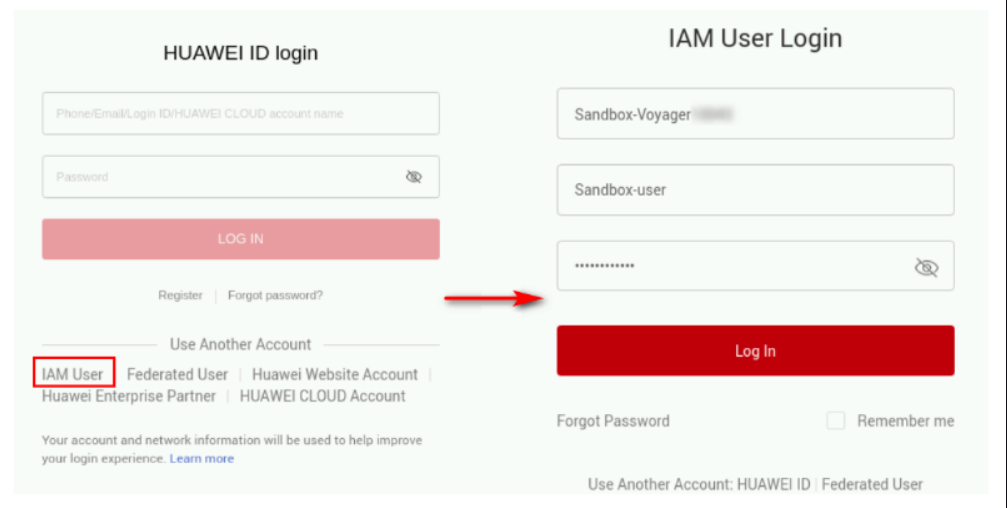 HUAWEI ID login
Phone/Email/Login ID/HUAWEI CLOUD account name
Password
LOG IN
Register | Forgot password?
Use Another Account
IAM User | Federated User | Huawei Website Account |
Huawei Enterprise Partner | HUAWEI CLOUD Account
Your account and network information will be used to help improve
your login experience. Learn more
IAM User Login
Sandbox-Voyager
Sandbox-user
••••••••••••
Log In
Forgot Password
Remember me
Use Another Account: HUAWEI ID | Federated User